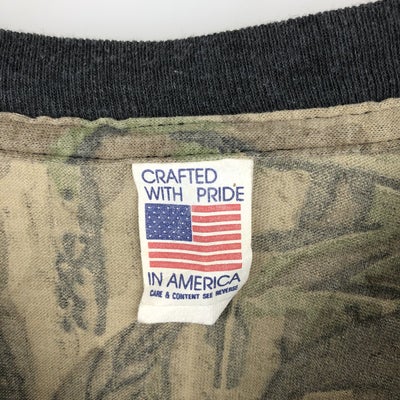 CRAFTED
WITH PRIDE
IN AMERICA
CARE & CONTENT SEE REVERSE